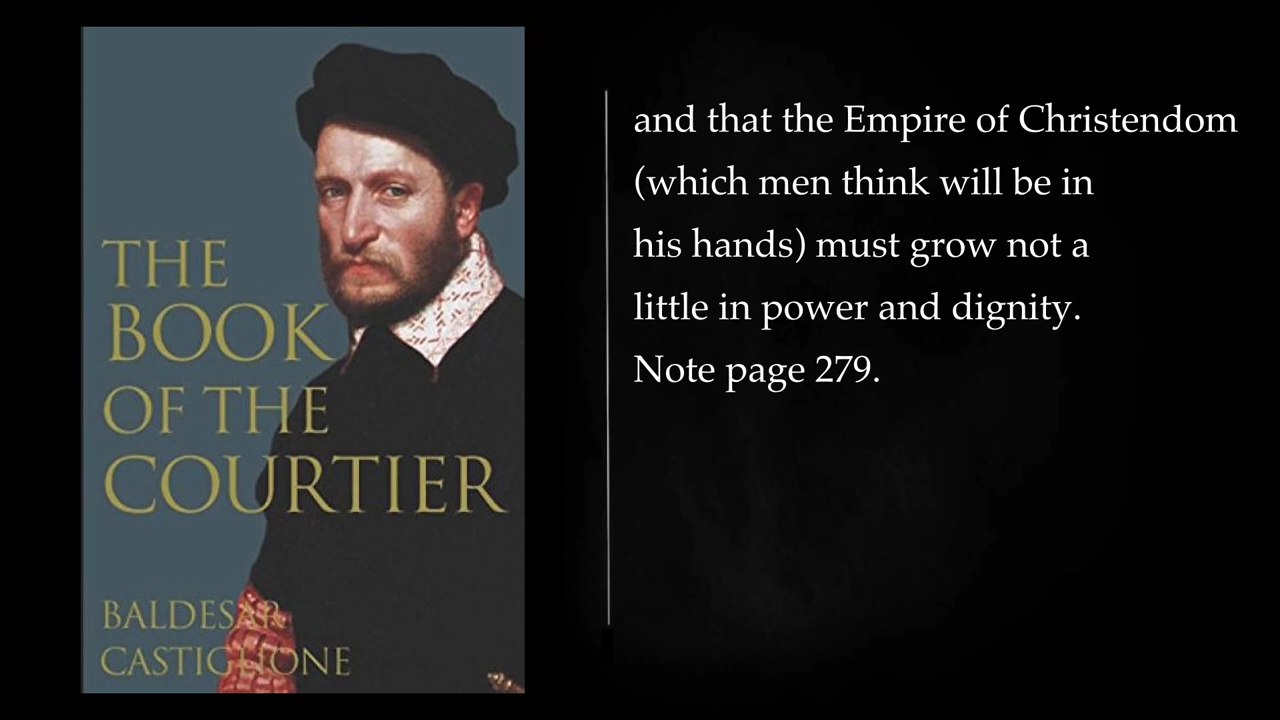 THE
BOOK
OF THE
COURTIER
BALDESAR
CASTIGLIONE
and that the Empire of Christendom
(which men think will be in
his hands) must grow not a
little in power and dignity.
Note page 279.